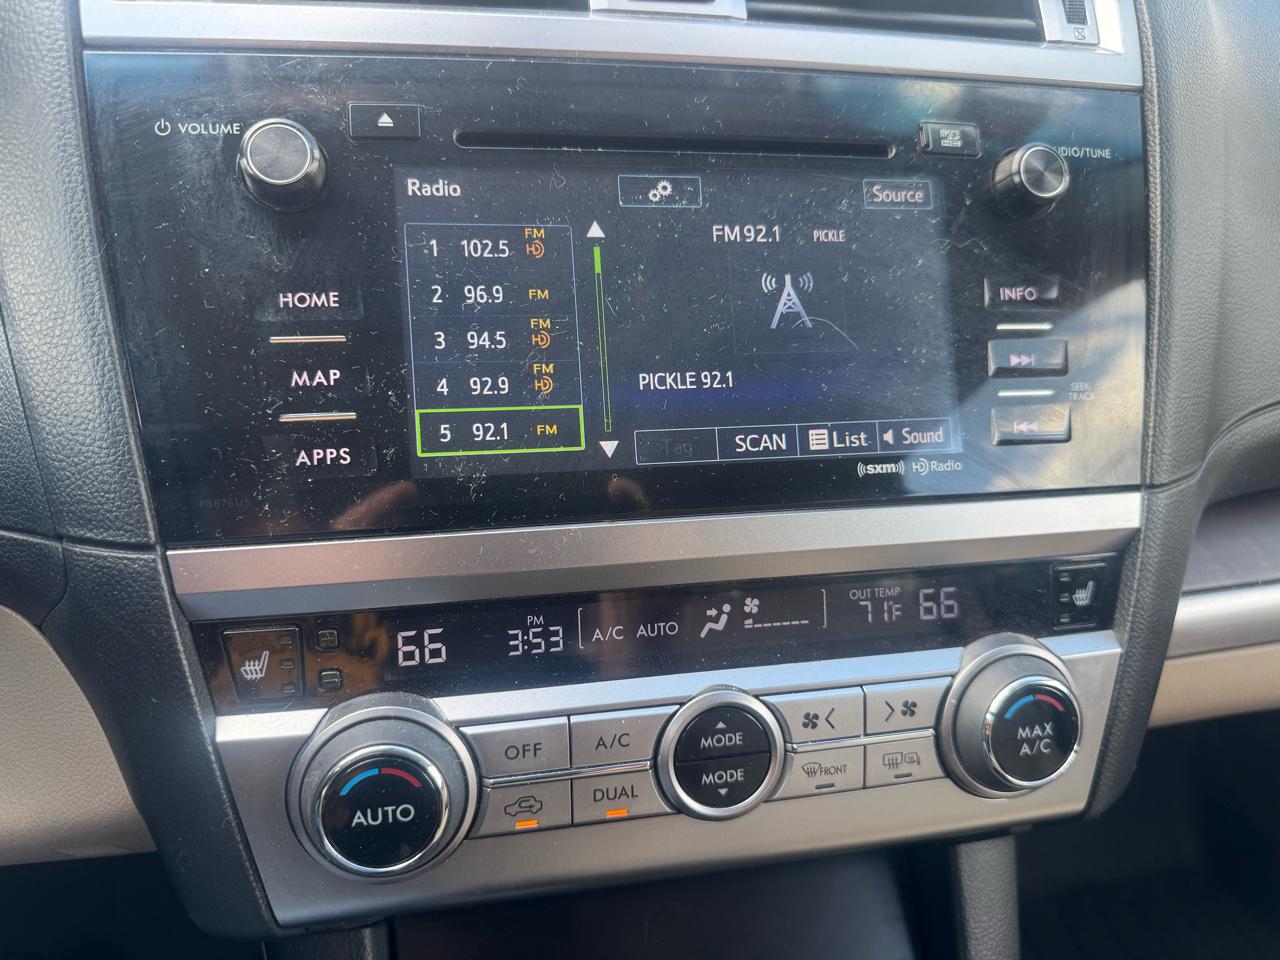 VOLUME
UDIO/TUNE
Radio
Source
1 102.5 FM HD
2 96.9 FM
3 94.5 FM HD
4 92.9 FM HD
5 92.1 FM
FM 92.1 PICKLE
PICKLE 92.1
Tag SCAN List Sound
((sxm)) HD Radio
HOME
MAP
APPS
INFO
SEEK
TRACK
FB876US
66
PM
3:53
A/C AUTO
OUT TEMP
71°F
66
AUTO
OFF
A/C
DUAL
MODE
MODE
FRONT
MAX
A/C